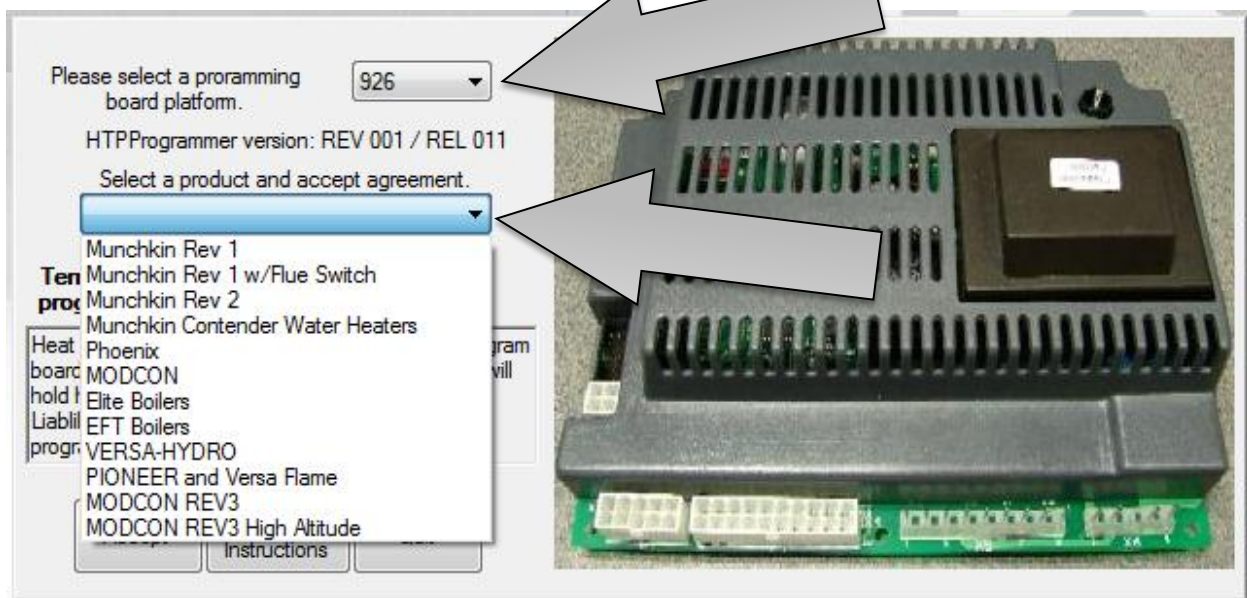 Please select a proramming
board platform.
926
HTPProgrammer version: REV 001 / REL 011
Select a product and accept agreement.
Munchkin Rev 1
Munchkin Rev 1 w/Flue Switch
Munchkin Rev 2
Munchkin Contender Water Heaters
Phoenix
MODCON
Elite Boilers
EFT Boilers
VERSA-HYDRO
PIONEER and Versa Flame
MODCON REV3
MODCON REV3 High Altitude
Heat
hold
Instructions